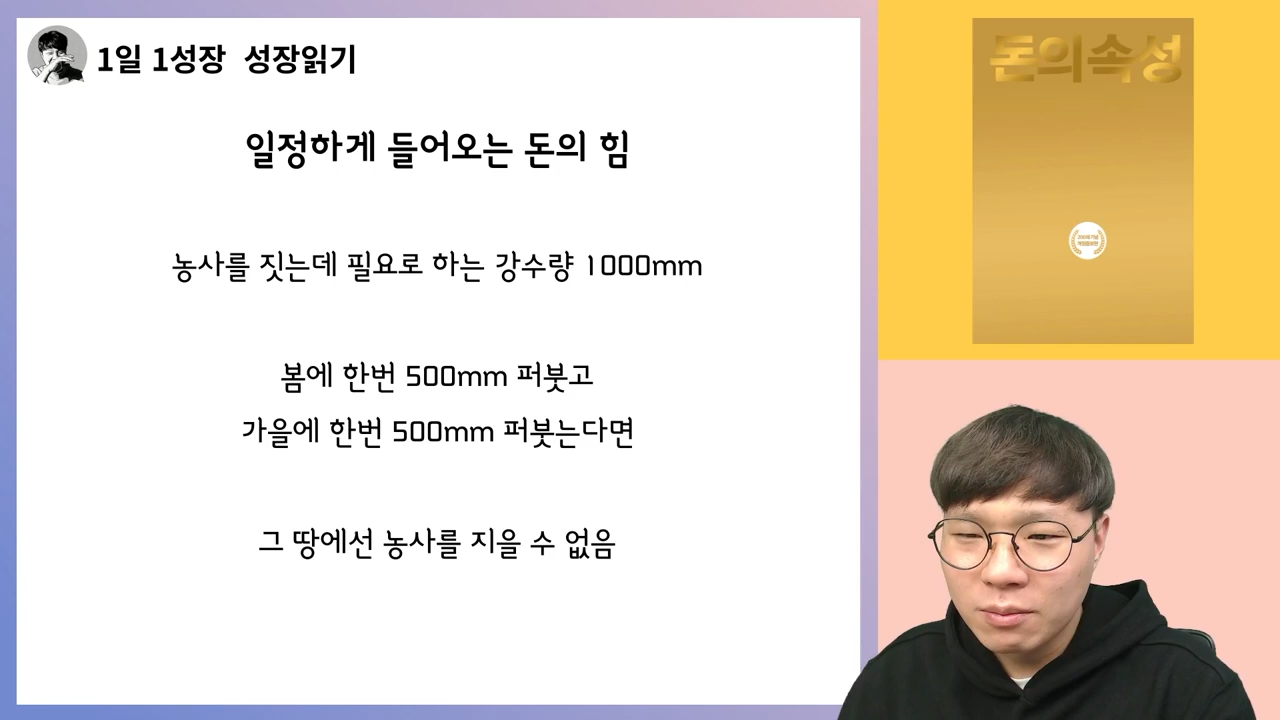 1일 1성장 성장읽기
일정하게 들어오는 돈의 힘
농사를 짓는데 필요로 하는 강수량 1000mm
봄에 한번 500mm 퍼붓고
가을에 한번 500mm 퍼붓는다면
그 땅에선 농사를 지을 수 없음
돈의 속성